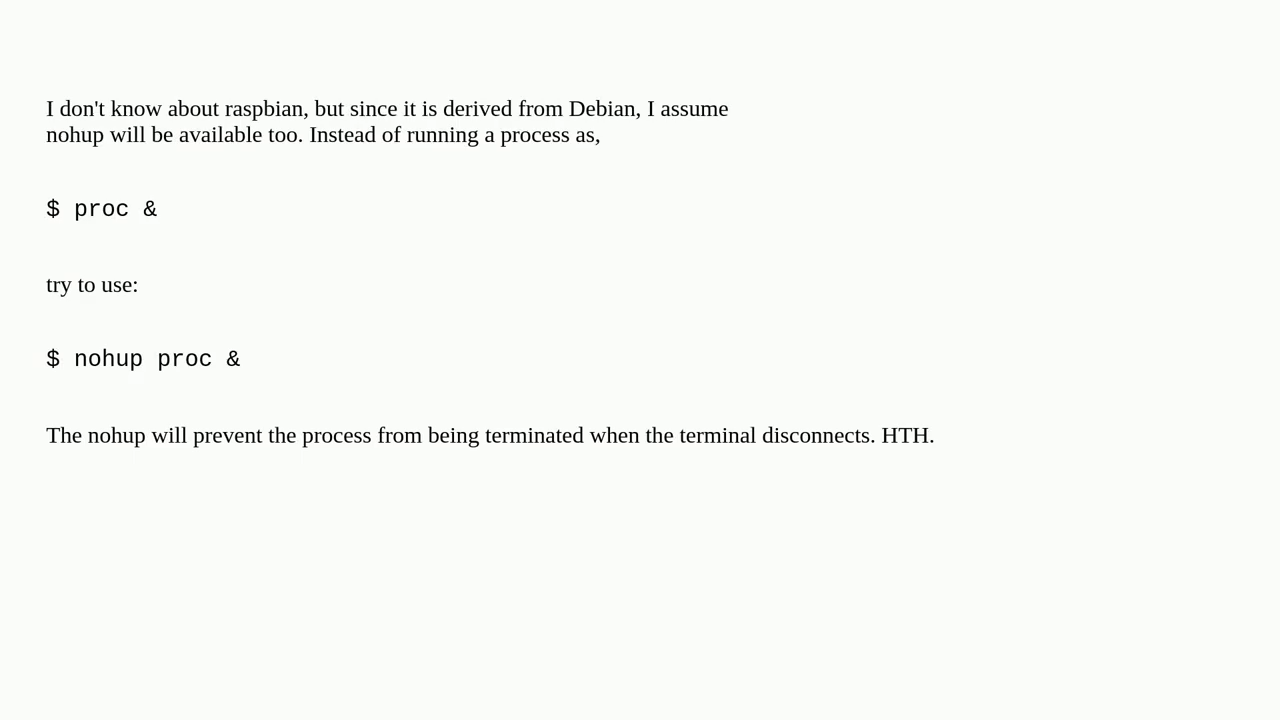 I don't know about raspbian, but since it is derived from Debian, I assume
nohup will be available too. Instead of running a process as,
$ proc &
try to use:
$ nohup proc &
The nohup will prevent the process from being terminated when the terminal disconnects. HTH.